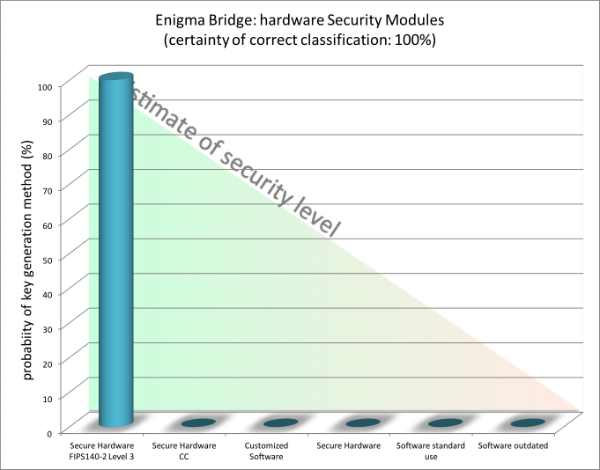 Enigma Bridge: hardware Security Modules
(certainty of correct classification: 100%)
probabiity of key generation method (%)
100
90
80
70
60
50
40
30
20
10
0
estimate of security level
Secure Hardware
FIPS140-2 Level 3
Secure Hardware
CC
Customized
Software
Secure Hardware
Software standard
use
Software outdated